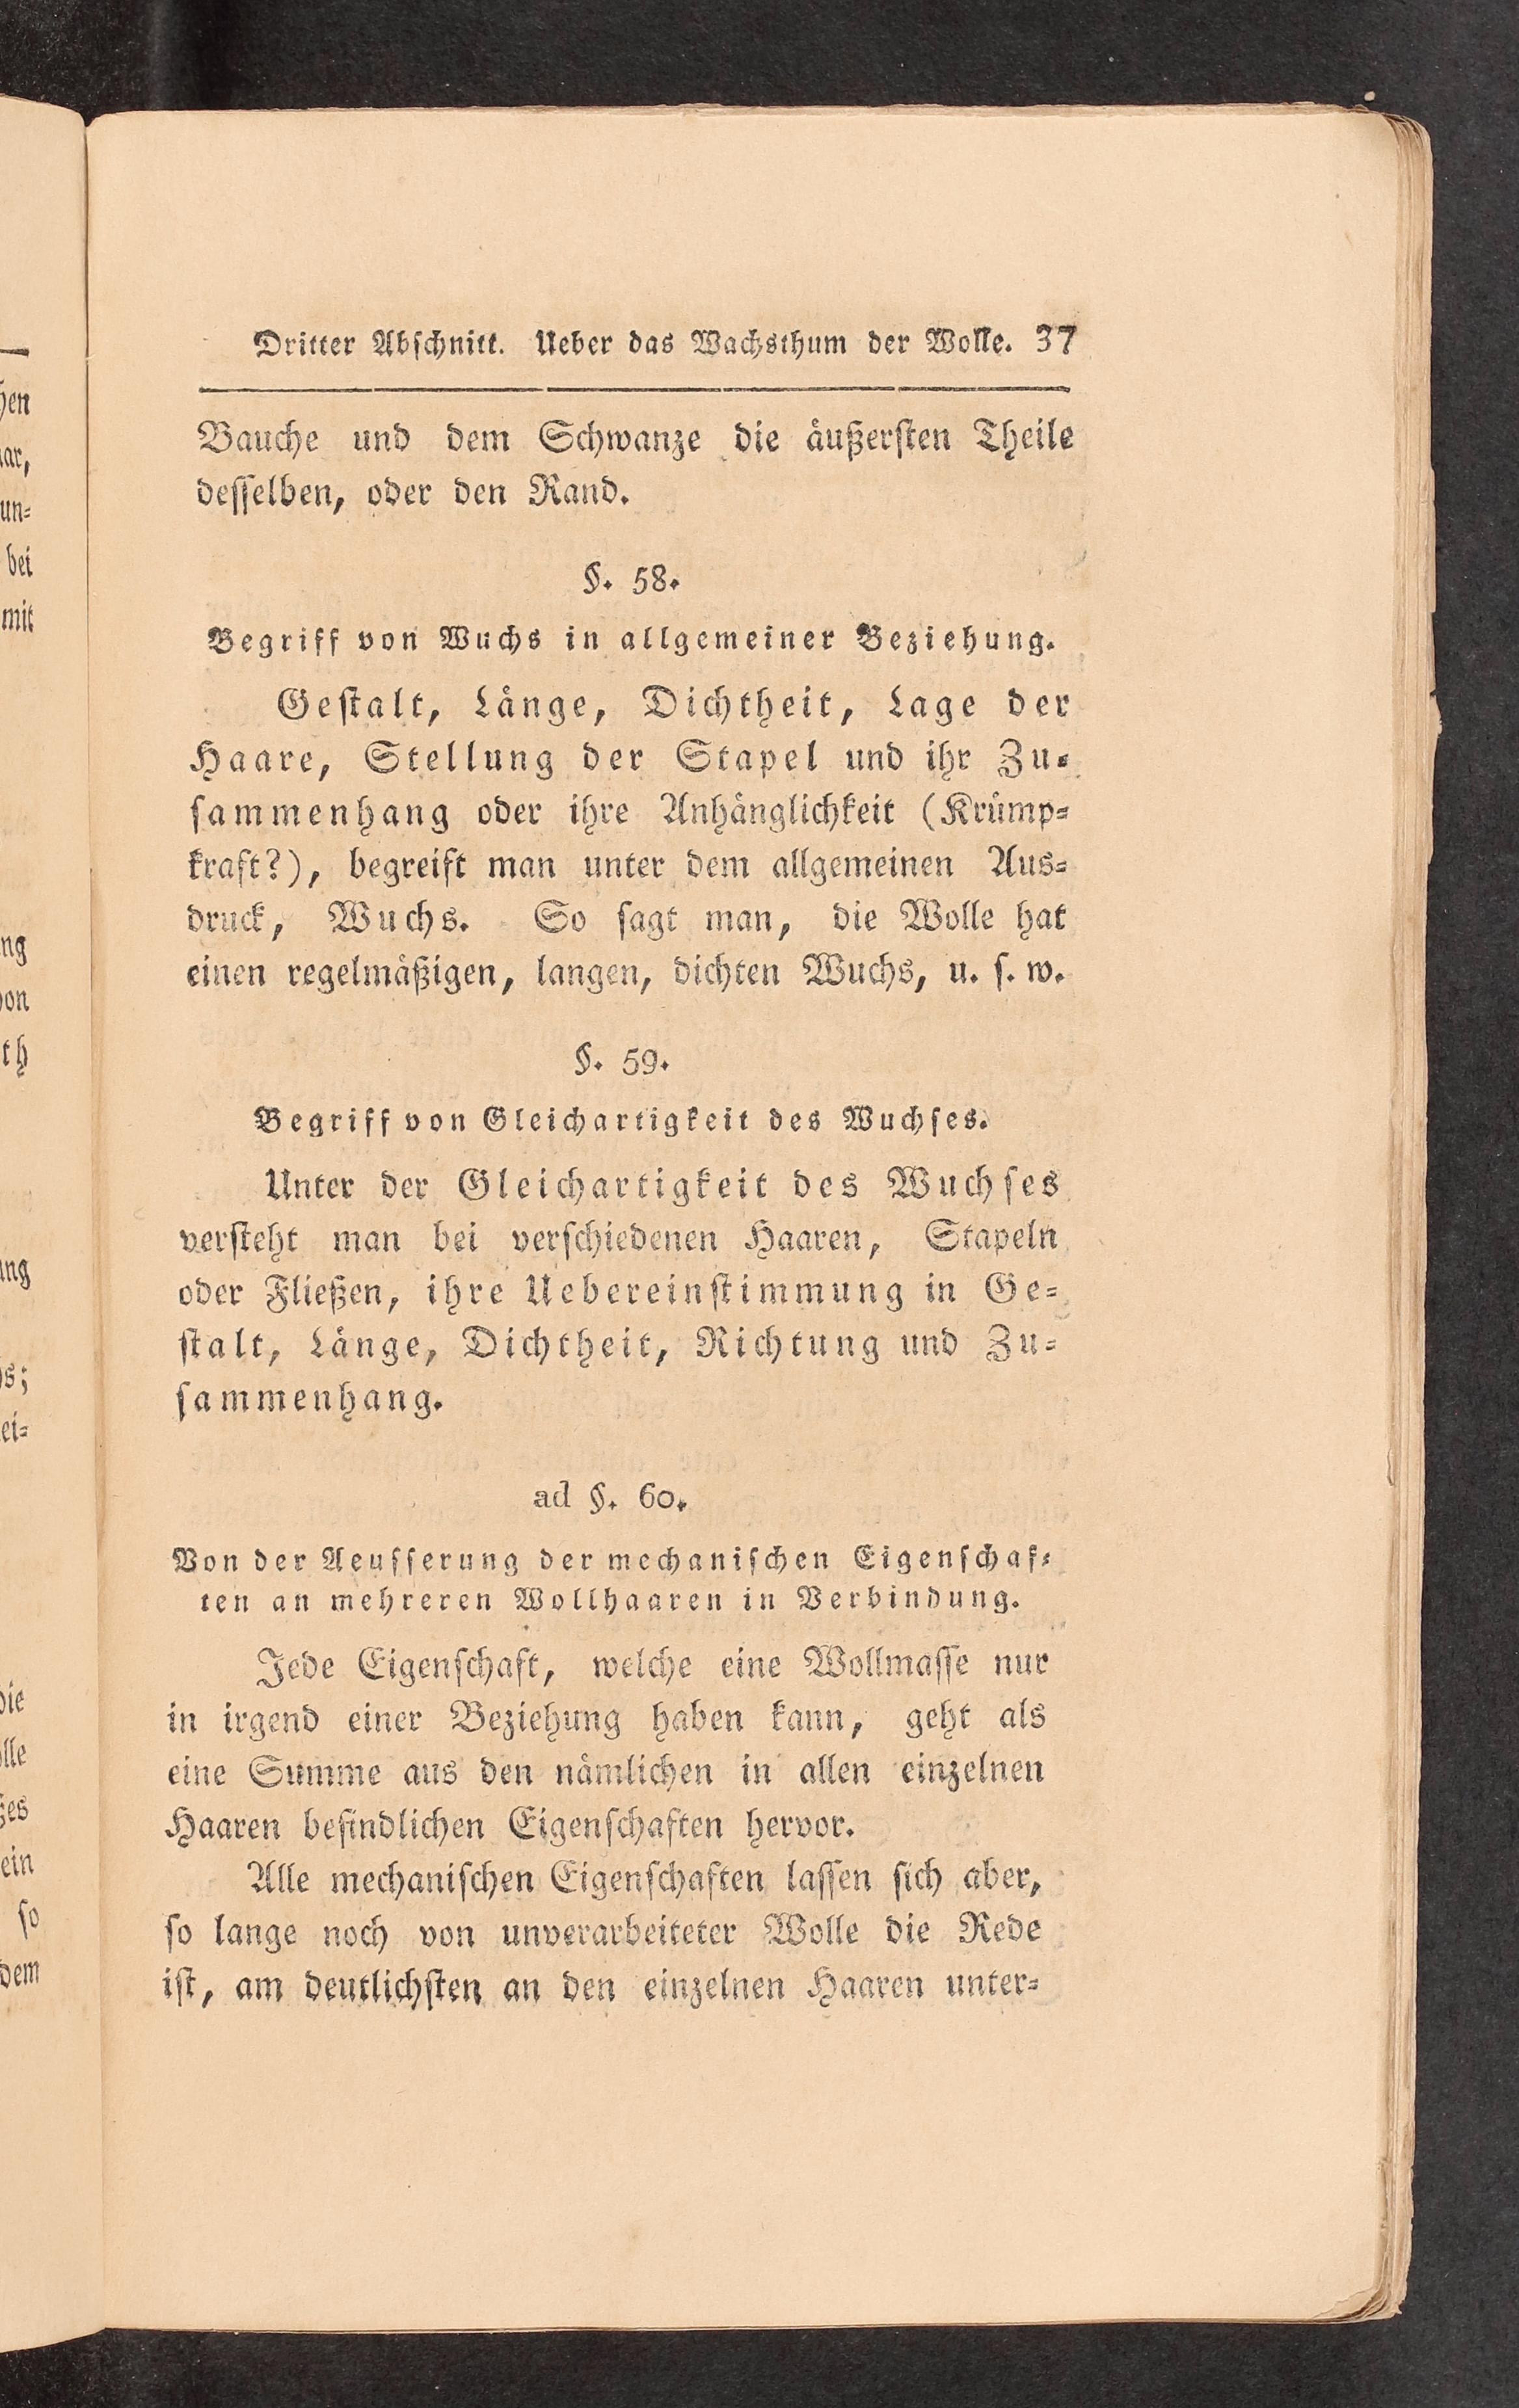 Dritter Abschnitt. Ueber das Wachsthum der Wolle. 37
Bauche und dem Schwanze die äußersten Theile
desselben, oder den Rand.
§. 58.
Begriff von Wuchs in allgemeiner Beziehung.
Gestalt, Länge, Dichtheit, Lage der
Haare, Stellung der Stapel und ihr Zu-
sammenhang oder ihre Anhänglichkeit (Krümp-
kraft?), begreift man unter dem allgemeinen Aus-
druck, Wuchs. So sagt man, die Wolle hat
einen regelmäßigen, langen, dichten Wuchs, u. s. w.
§. 59.
Begriff von Gleichartigkeit des Wuchses.
Unter der Gleichartigkeit des Wuchses
versteht man bei verschiedenen Haaren, Stapeln
oder Fließen, ihre Uebereinstimmung in Ge-
stalt, Länge, Dichtheit, Richtung und Zu-
sammenhang.
ad §. 60.
Von der Aeusserung der mechanischen Eigenschaf-
ten an mehreren Wollhaaren in Verbindung.
Jede Eigenschaft, welche eine Wollmasse nur
in irgend einer Beziehung haben kann, geht als
eine Summe aus den nämlichen in allen einzelnen
Haaren befindlichen Eigenschaften hervor.
Alle mechanischen Eigenschaften lassen sich aber,
so lange noch von unverarbeiteter Wolle die Rede
ist, am deutlichsten an den einzelnen Haaren unter-